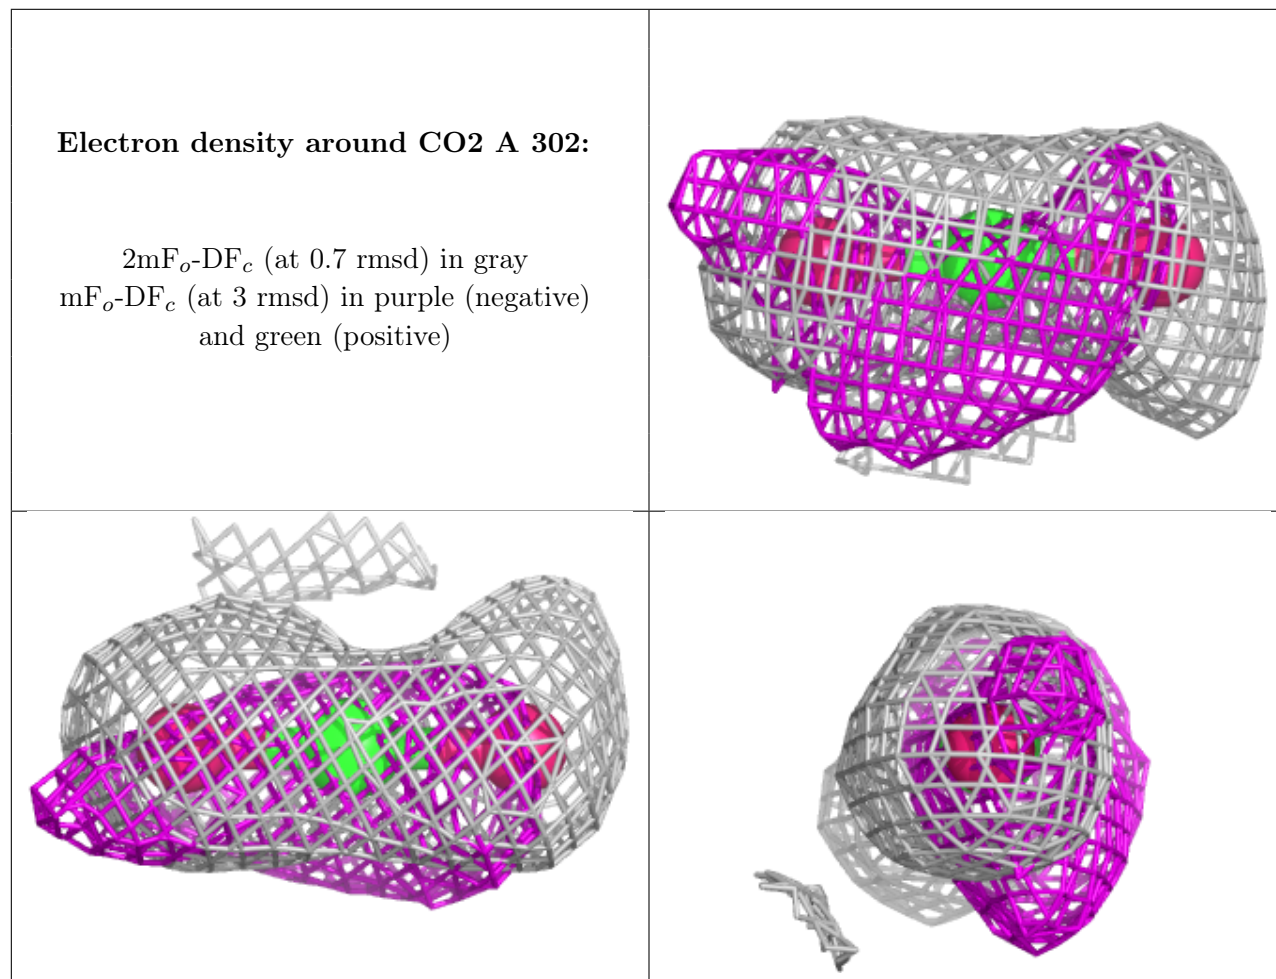 Electron density around CO2 A 302:
2mFₒ-DF𝒸 (at 0.7 rmsd) in gray
mFₒ-DF𝒸 (at 3 rmsd) in purple (negative)
and green (positive)